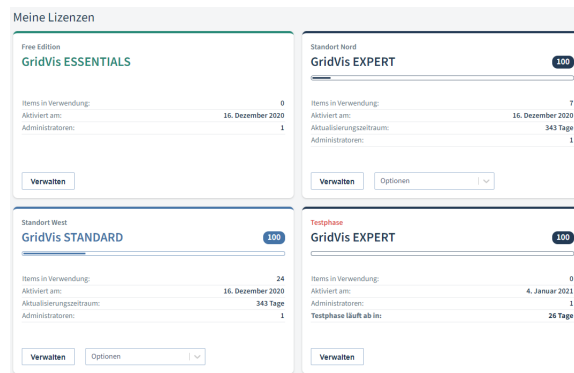 Meine Lizenzen
Free Edition
GridVis ESSENTIALS
Items in Verwendung: 0
Aktiviert am: 16. Dezember 2020
Administratoren: 1
Verwalten
Standort Nord
GridVis EXPERT 100
Items in Verwendung: 7
Aktiviert am: 16. Dezember 2020
Aktualisierungszeitraum: 343 Tage
Administratoren: 1
Verwalten Optionen
Standort West
GridVis STANDARD 100
Items in Verwendung: 24
Aktiviert am: 16. Dezember 2020
Aktualisierungszeitraum: 343 Tage
Administratoren: 1
Verwalten Optionen
Testphase
GridVis EXPERT 100
Items in Verwendung: 0
Aktiviert am: 4. Januar 2021
Administratoren: 1
Testphase läuft ab in: 26 Tage
Verwalten